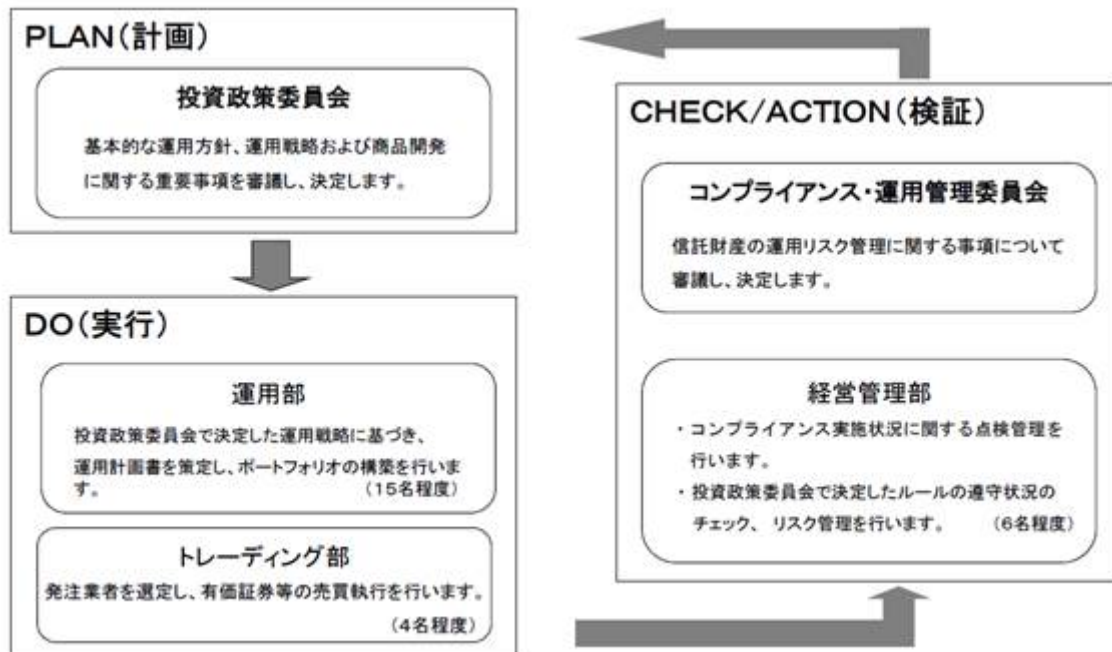 PLAN(計画)
投資政策委員会
基本的な運用方針、運用戦略および商品開発
に関する重要事項を審議し、決定します。
DO(実行)
運用部
投資政策委員会で決定した運用戦略に基づき、
運用計画書を策定し、ポートフォリオの構築を行いま
す。 (15名程度)
トレーディング部
発注業者を選定し、有価証券等の売買執行を行います。
(4名程度)
CHECK/ACTION(検証)
コンプライアンス・運用管理委員会
信託財産の運用リスク管理に関する事項について
審議し、決定します。
経営管理部
・コンプライアンス実施状況に関する点検管理を
行います。
・投資政策委員会で決定したルールの遵守状況の
チェック、 リスク管理を行います。 (6名程度)